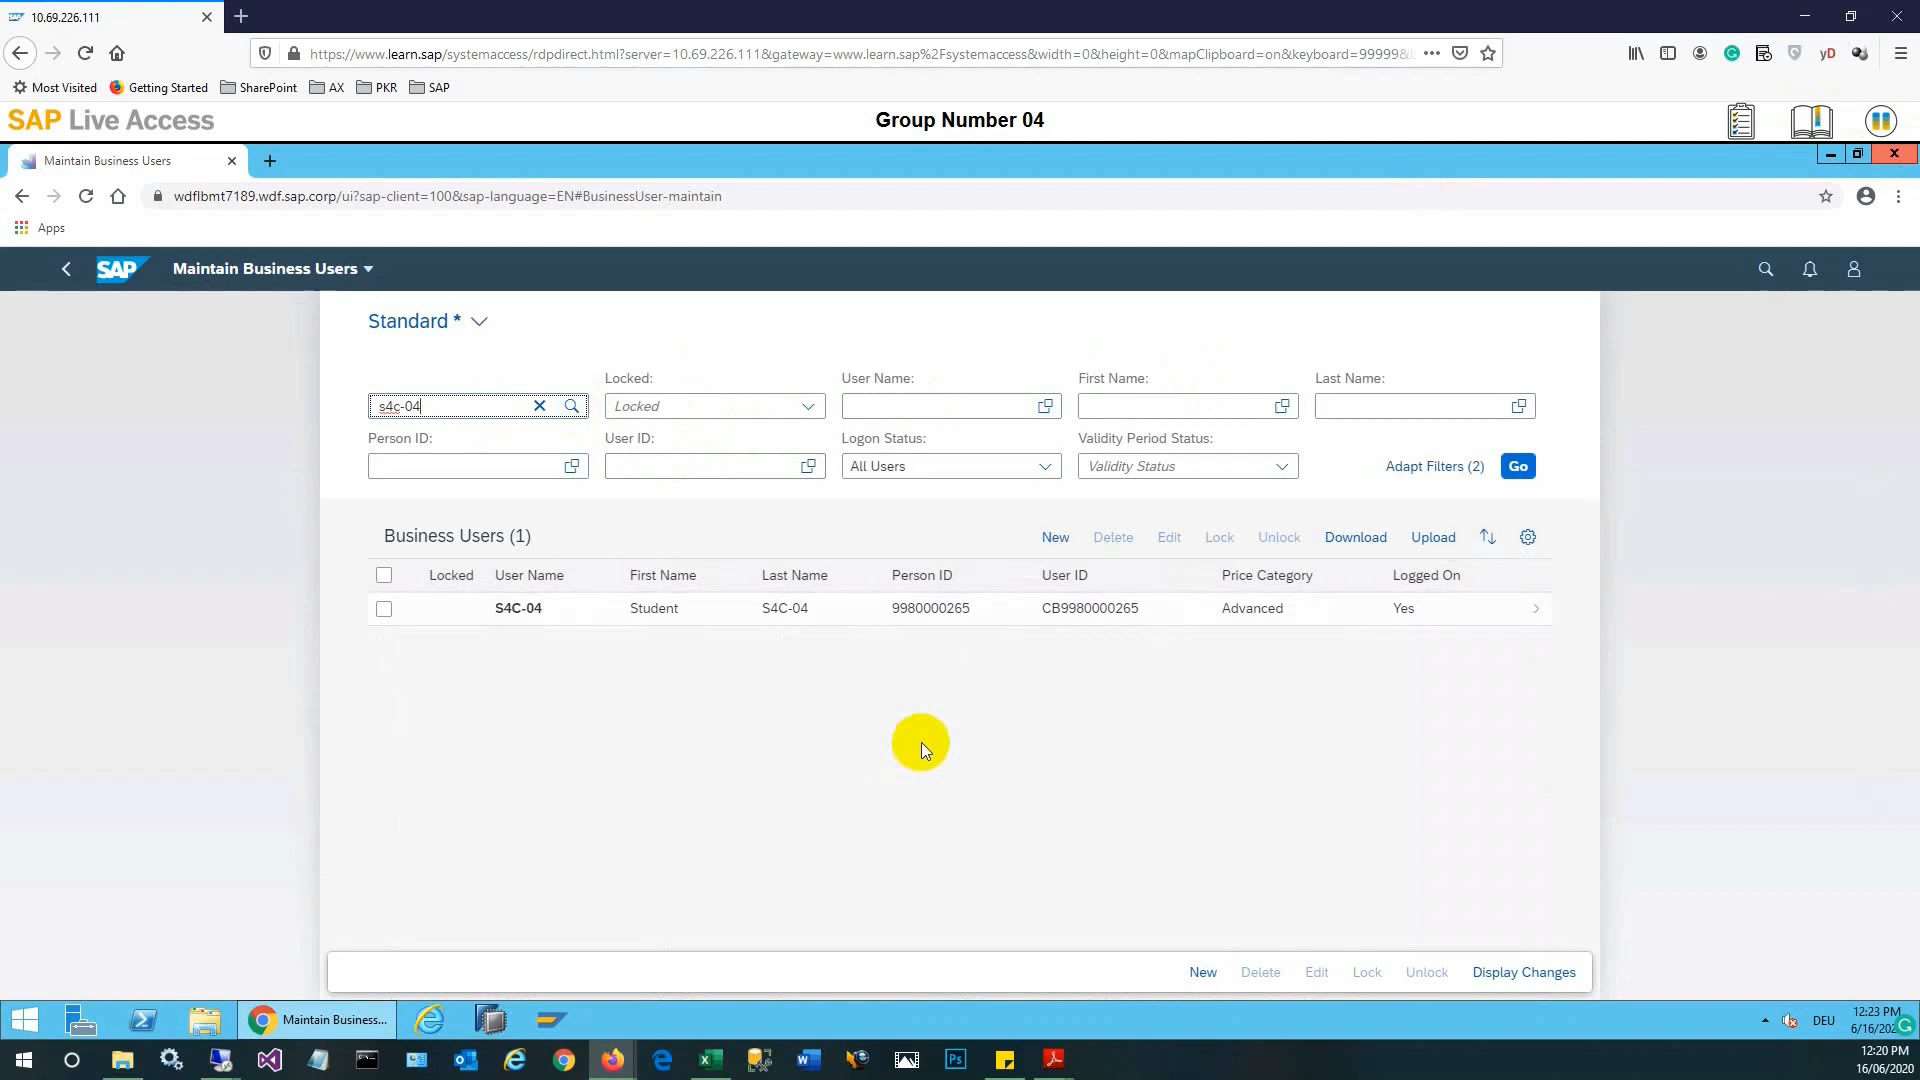 10.69.226.111
https://www.learn.sap/systemaccess/rdpdirect.html?server=10.69.226.111&gateway=www.learn.sap%2Fsystemaccess&width=0&height=0&mapClipboard=on&keyboard=99999&
yD
Most Visited Getting Started SharePoint AX PKR SAP
SAP Live Access Group Number 04
Maintain Business Users
wdflbmt7189.wdf.sap.corp/ui?sap-client=100&sap-language=EN#BusinessUser-maintain
Apps
SAP Maintain Business Users
Standard *
Locked: User Name: First Name: Last Name:
s4c-04 Locked
Person ID: User ID: Logon Status: Validity Period Status:
All Users Validity Status Adapt Filters (2) Go
Business Users (1) New Delete Edit Lock Unlock Download Upload
Locked User Name First Name Last Name Person ID User ID Price Category Logged On
S4C-04 Student S4C-04 9980000265 CB9980000265 Advanced Yes
New Delete Edit Lock Unlock Display Changes
Maintain Business... DEU 12:23 PM
6/16/202
12:20 PM
16/06/2020